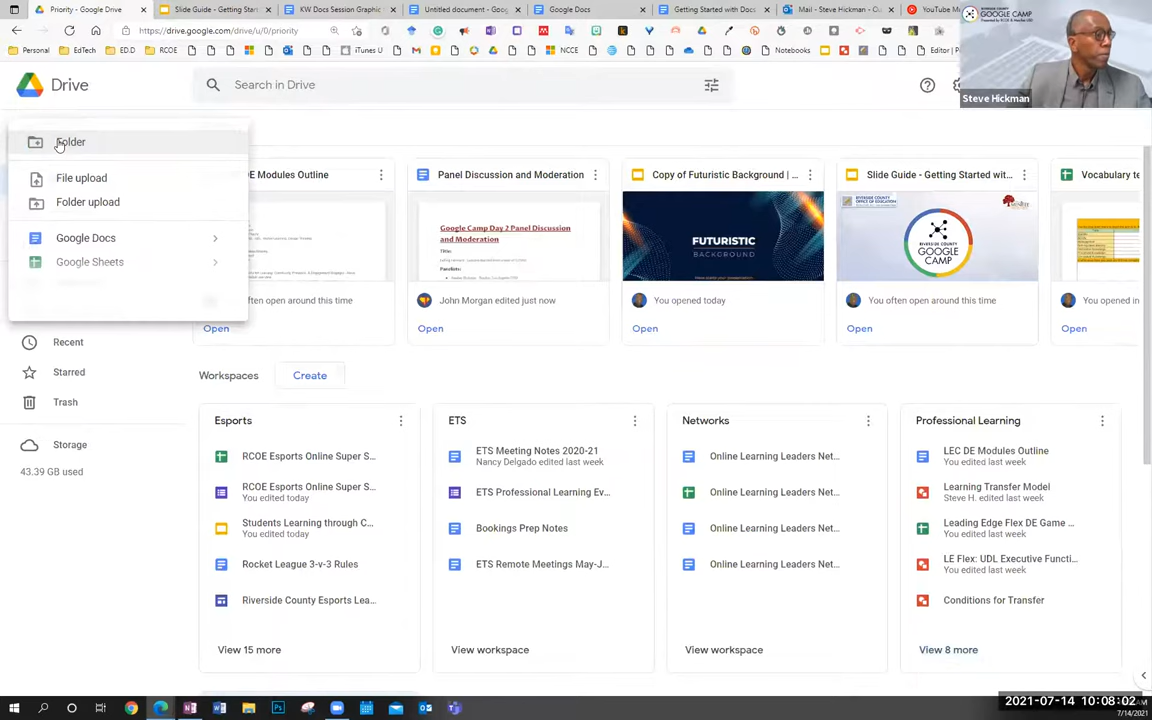 Priority - Google Drive
Slide Guide - Getting Star
KW Docs Session Graphic
Untitled document - Goog
Google Docs
Getting Started with Docs
Mail - Steve Hickman - Ou
YouTube Mu
https://drive.google.com/drive/u/0/priority
Personal
EdTech
ED.D
RCOE
iTunes U
NCCE
Notebooks
Editor | P
GOOGLE CAMP
Steve Hickman
Drive
Search in Drive
Folder
File upload
Folder upload
Google Docs
Google Sheets
DE Modules Outline
Panel Discussion and Moderation
Copy of Futuristic Background | ...
Slide Guide - Getting Started wit...
Vocabulary te
Google Camp Day 2 Panel Discussion
and Moderation
Title:
Panelists:
FUTURISTIC
BACKGROUND
RIVERSIDE COUNTY
OFFICE OF EDUCATION
RIVERSIDE COUNTY
GOOGLE
CAMP
often open around this time
John Morgan edited just now
You opened today
You often open around this time
You opened in
Open
Open
Open
Open
Open
Recent
Starred
Trash
Storage
43.39 GB used
Workspaces
Create
Esports
RCOE Esports Online Super S...
RCOE Esports Online Super S...
You edited today
Students Learning through C...
You edited today
Rocket League 3-v-3 Rules
Riverside County Esports Lea...
View 15 more
ETS
ETS Meeting Notes 2020-21
Nancy Delgado edited last week
ETS Professional Learning Ev...
Bookings Prep Notes
ETS Remote Meetings May-J...
View workspace
Networks
Online Learning Leaders Net...
Online Learning Leaders Net...
Online Learning Leaders Net...
Online Learning Leaders Net...
View workspace
Professional Learning
LEC DE Modules Outline
You edited last week
Learning Transfer Model
Steve H. edited last week
Leading Edge Flex DE Game ...
You edited last week
LE Flex: UDL Executive Functi...
You edited last week
Conditions for Transfer
View 8 more
2021-07-14 10:08:02
7/14/2021